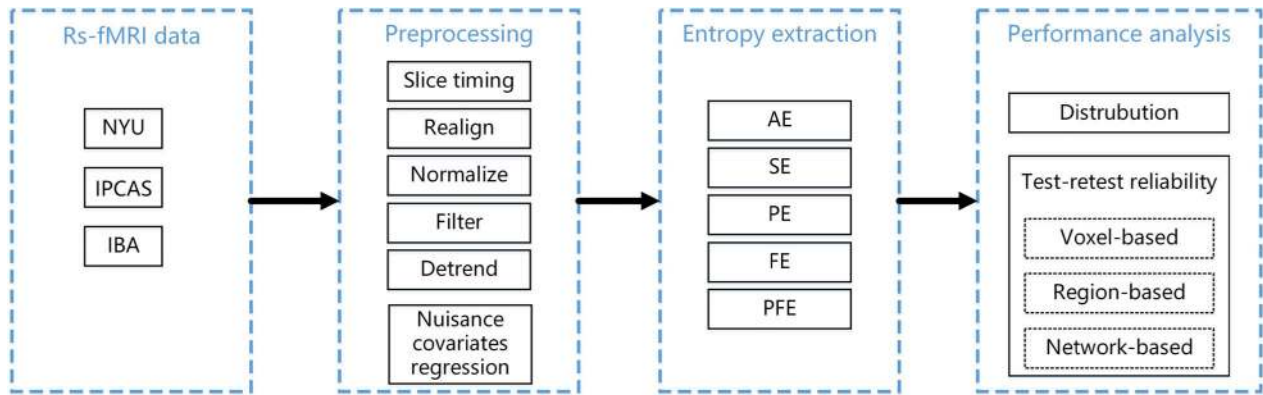 Rs-fMRI data
NYU
IPCAS
IBA
Preprocessing
Slice timing
Realign
Normalize
Filter
Detrend
Nuisance
covariates
regression
Entropy extraction
AE
SE
PE
FE
PFE
Performance analysis
Distrubution
Test-retest reliability
Voxel-based
Region-based
Network-based